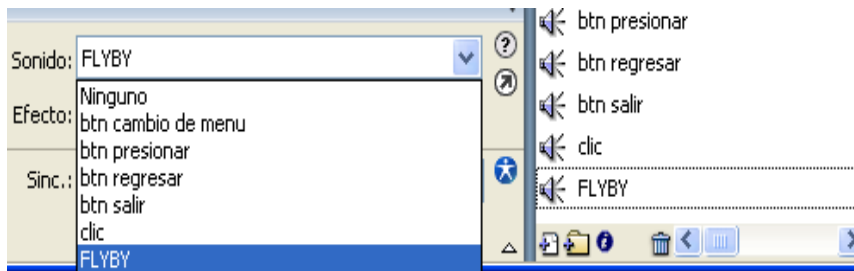 Sonido: FLYBY
Efecto:
Sinc.:
Ninguno
btn cambio de menu
btn presionar
btn regresar
btn salir
clic
FLYBY
btn presionar
btn regresar
btn salir
clic
FLYBY